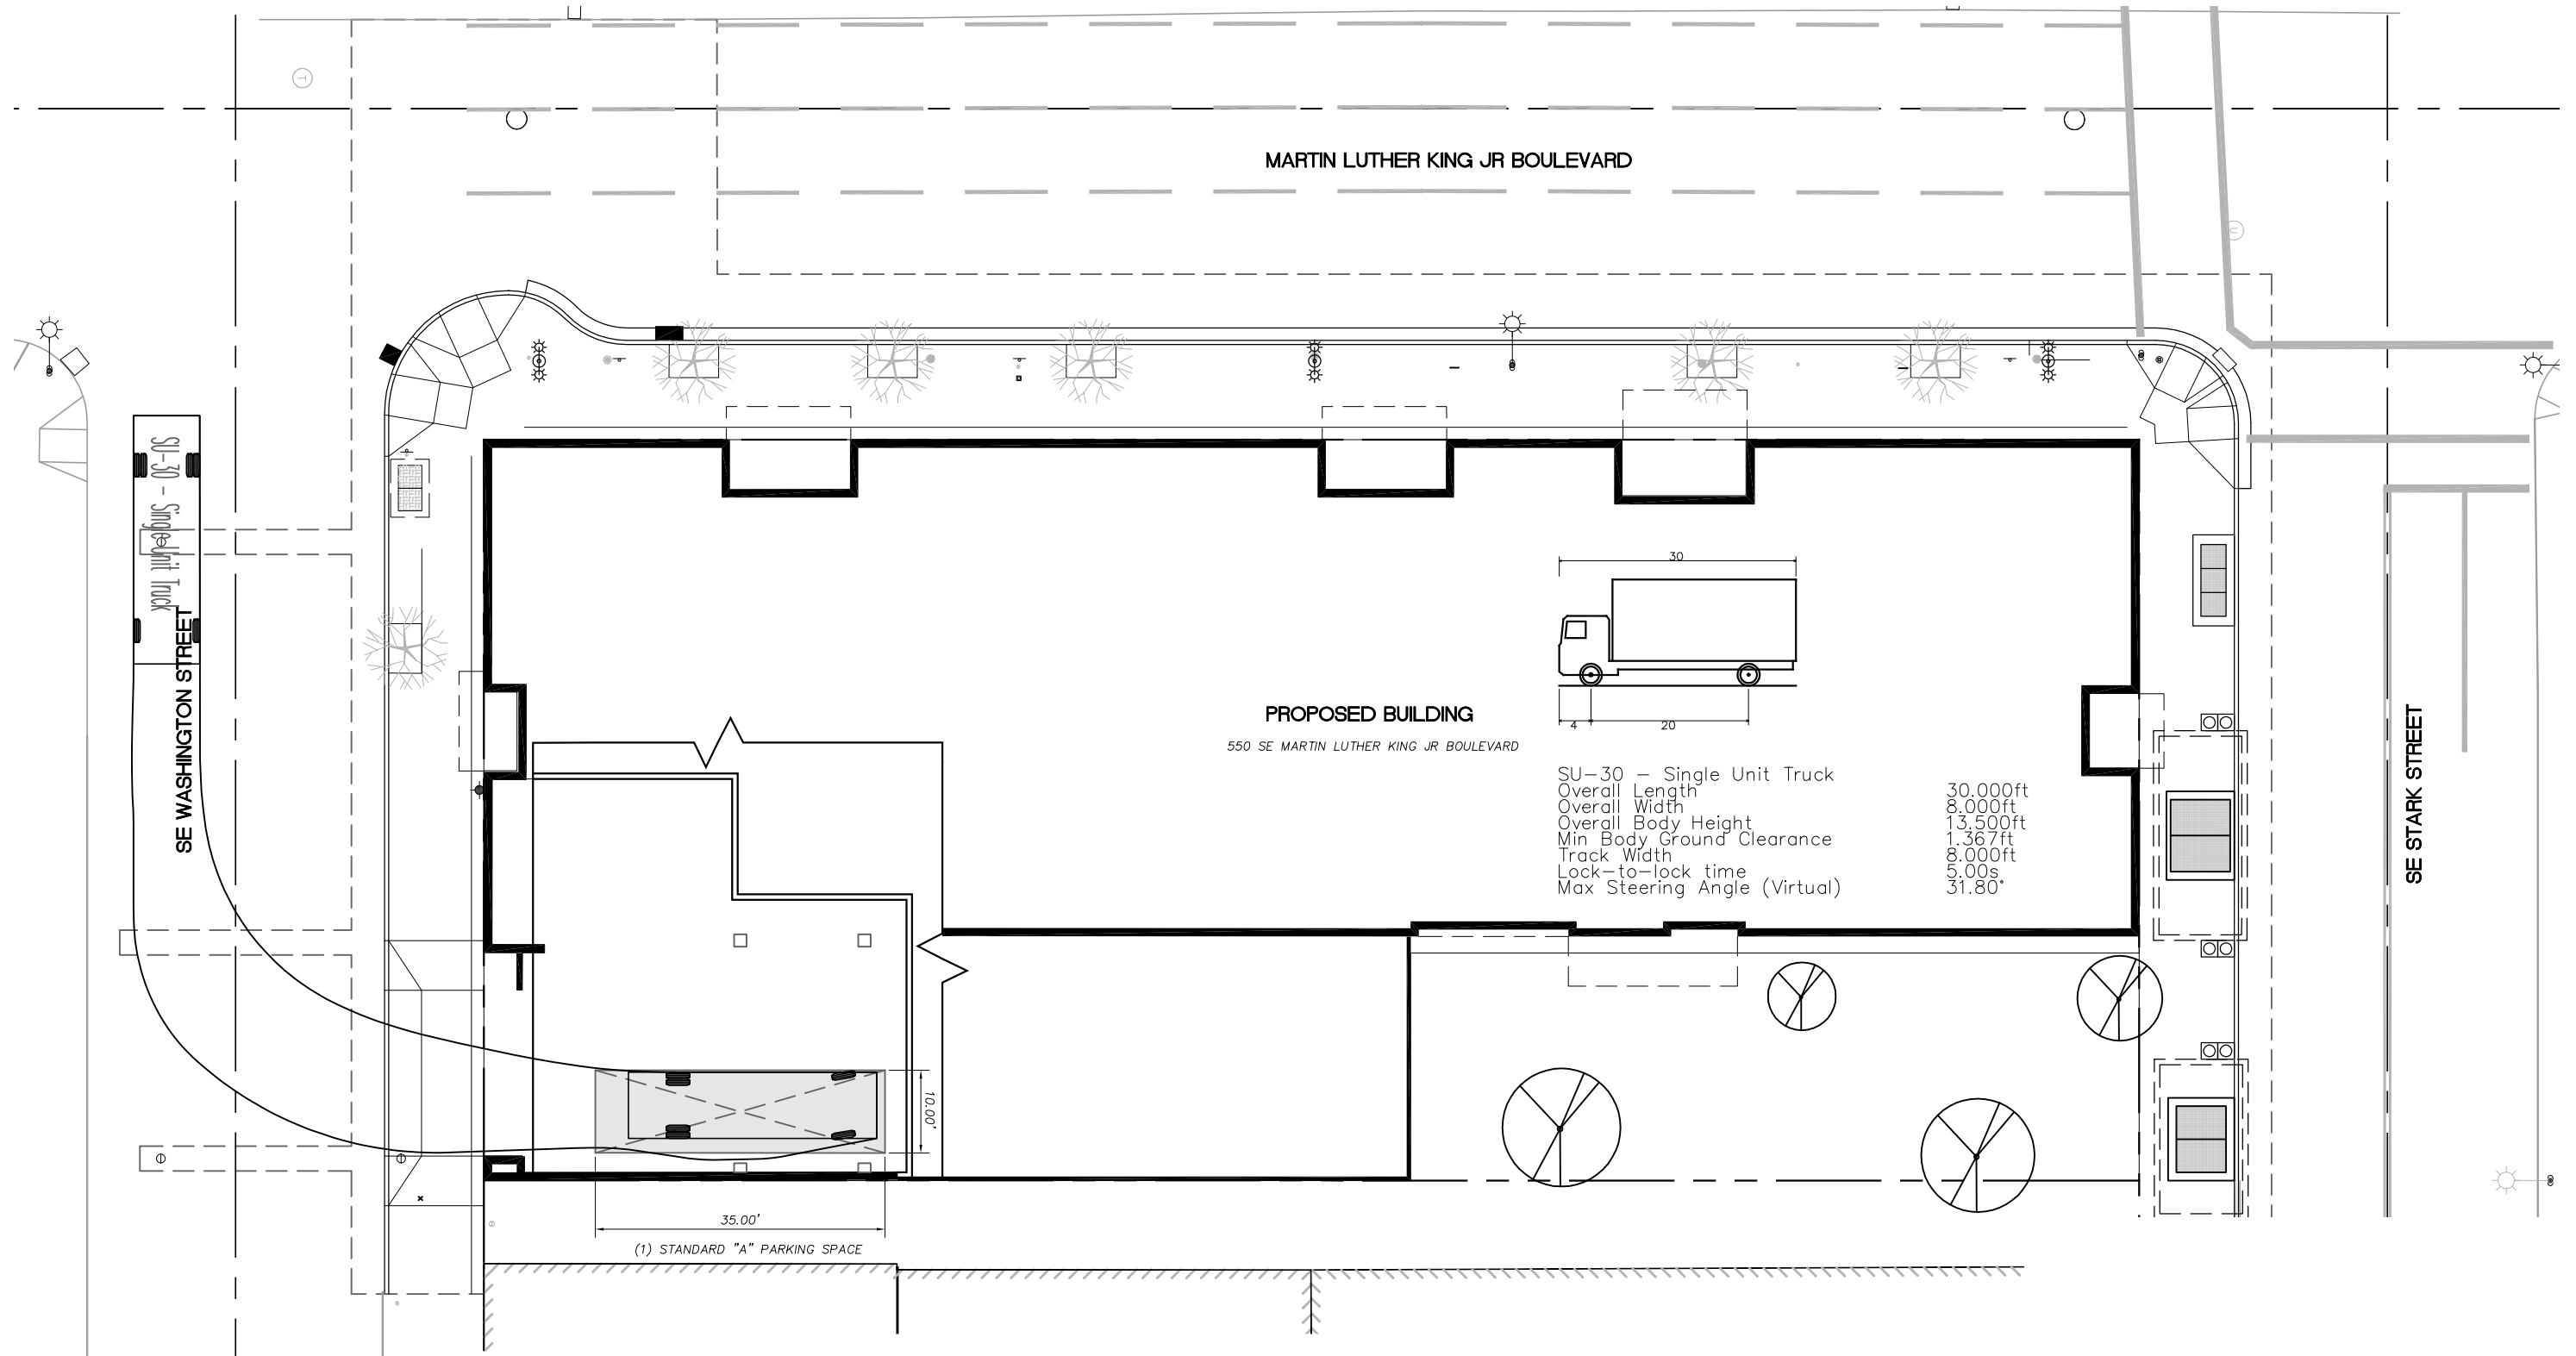 T
MARTIN LUTHER KING JR BOULEVARD
U
SU-30 - Single Unit Truck
SE WASHINGTON STREET
30
4
20
PROPOSED BUILDING
550 SE MARTIN LUTHER KING JR BOULEVARD
SU-30 - Single Unit Truck
Overall Length 30.000ft
Overall Width 8.000ft
Overall Body Height 13.500ft
Min Body Ground Clearance 1.367ft
Track Width 8.000ft
Lock-to-lock time 5.00s
Max Steering Angle (Virtual) 31.80°
SE STARK STREET
10.00'
35.00'
(1) STANDARD "A" PARKING SPACE